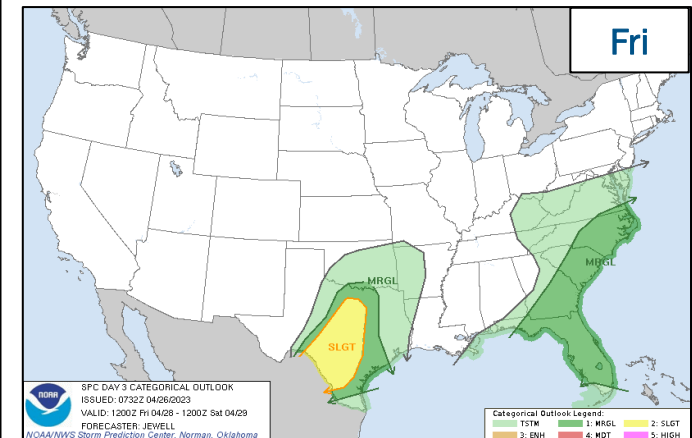 Fri
MRGL
MRGL
SLGT
NOAA
SPC DAY 3 CATEGORICAL OUTLOOK
ISSUED: 0732Z 04/26/2023
VALID: 1200Z Fri 04/28 - 1200Z Sat 04/29
FORECASTER: JEWELL
NOAA/NWS Storm Prediction Center, Norman, Oklahoma
Categorical Outlook Legend:
TSTM 1: MRGL 2: SLGT
3: ENH 4: MDT 5: HIGH